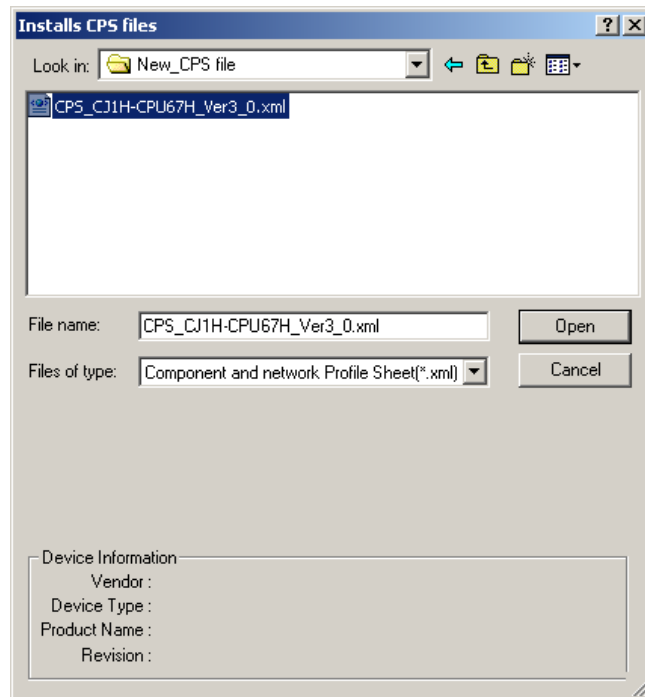 Installs CPS files
Look in: New_CPS file
CPS_CJ1H-CPU67H_Ver3_0.xml
File name: CPS_CJ1H-CPU67H_Ver3_0.xml Open
Files of type: Component and network Profile Sheet(*.xml) Cancel
Device Information
Vendor :
Device Type :
Product Name :
Revision :